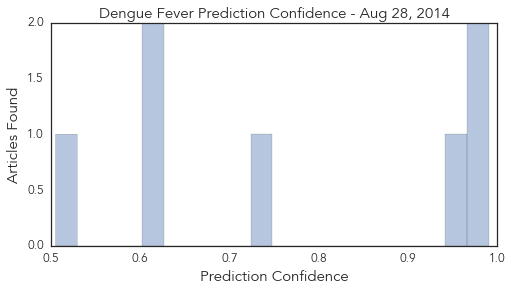 Dengue Fever Prediction Confidence - Aug 28, 2014
2.0
1.5
1.0
0.5
0.0
Articles Found
0.5 0.6 0.7 0.8 0.9 1.0
Prediction Confidence